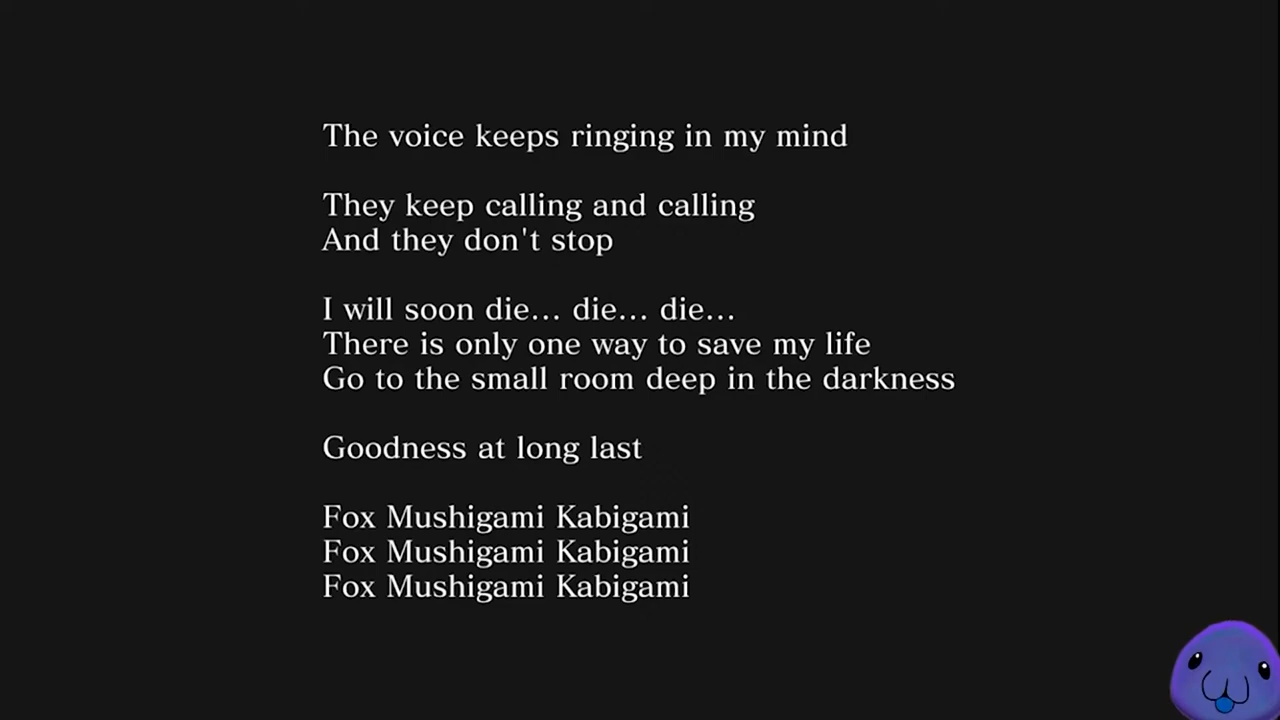 The voice keeps ringing in my mind
They keep calling and calling
And they don't stop
I will soon die... die... die...
There is only one way to save my life
Go to the small room deep in the darkness
Goodness at long last
Fox Mushigami Kabigami
Fox Mushigami Kabigami
Fox Mushigami Kabigami